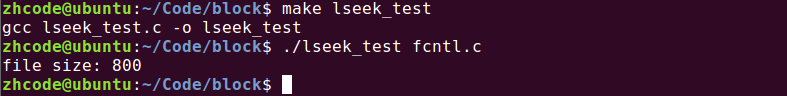 zhcode@ubuntu:~/Code/block$ make lseek_test
gcc lseek_test.c -o lseek_test
zhcode@ubuntu:~/Code/block$ ./lseek_test fcntl.c
file size: 800
zhcode@ubuntu:~/Code/block$